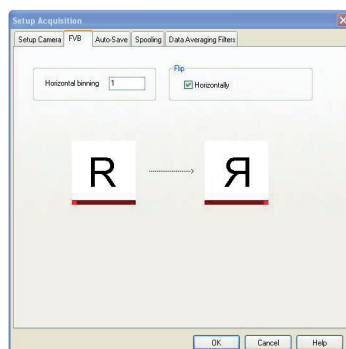 Setup Acquisition
Setup Camera FVB Auto-Save Spooling Data Averaging Filters
Flip
Horizontal binning 1 Horizontally
R Я
OK Cancel Help